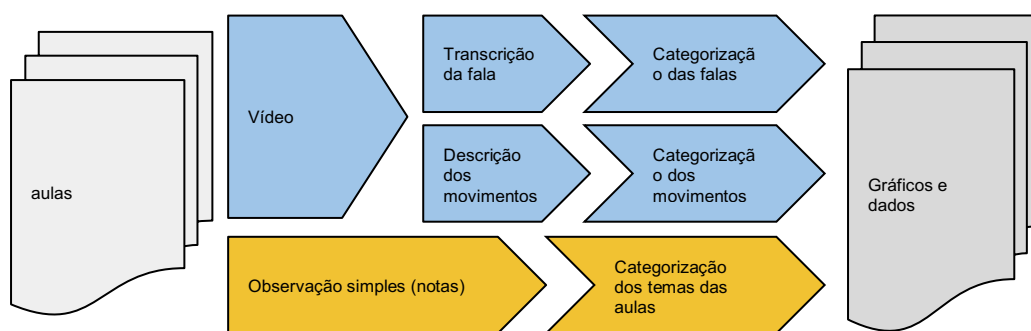 aulas
Vídeo
Transcrição
da fala
Categorizaçã
o das falas
Descrição
dos
movimentos
Categorizaçã
o dos
movimentos
Observação simples (notas)
Categorização
dos temas das
aulas
Gráficos e
dados